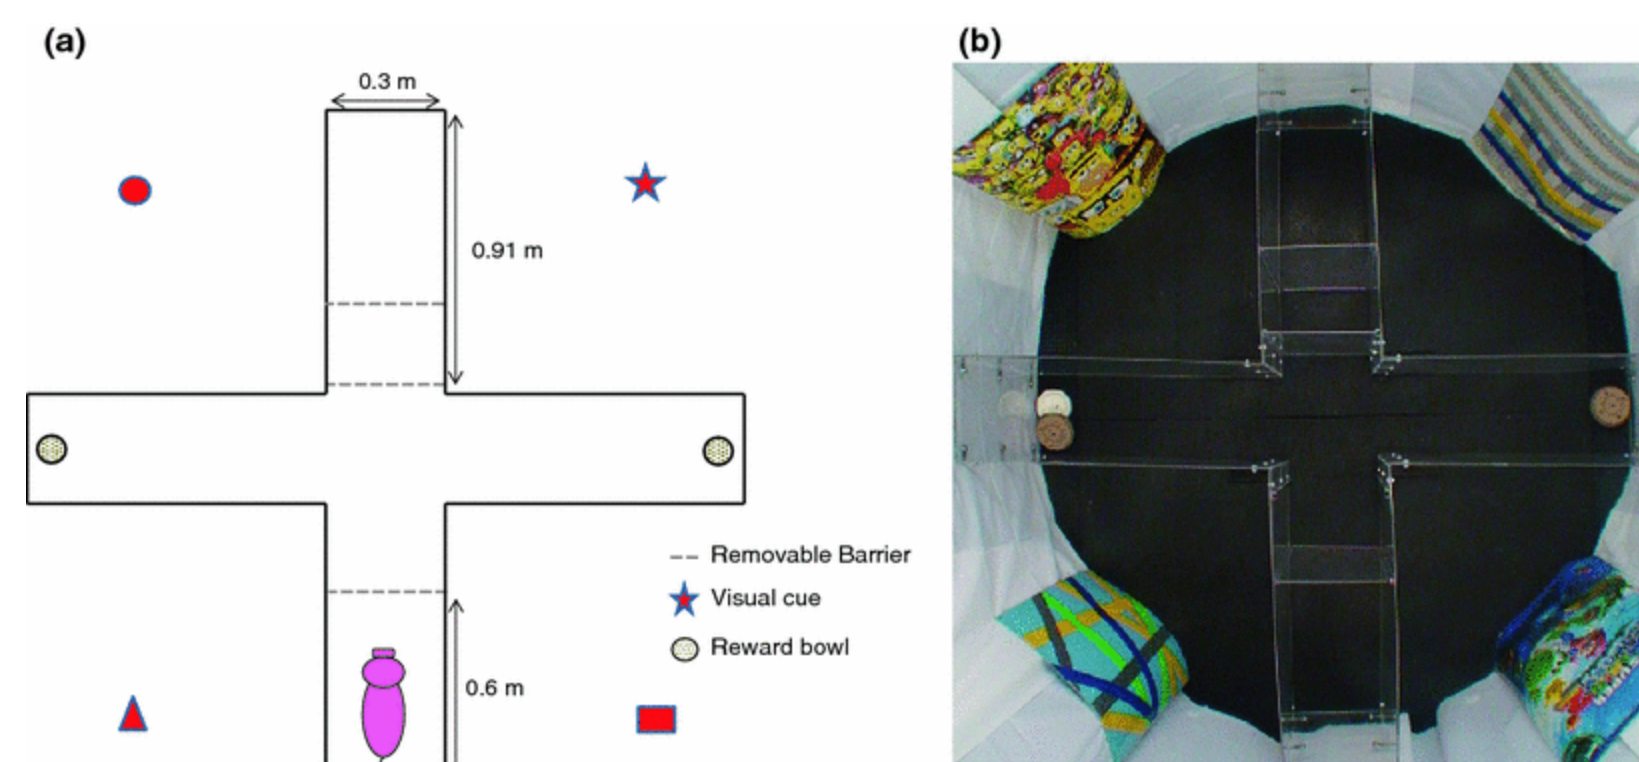 (a)
0.3 m
0.91 m
Removable Barrier
Visual cue
Reward bowl
0.6 m
(b)